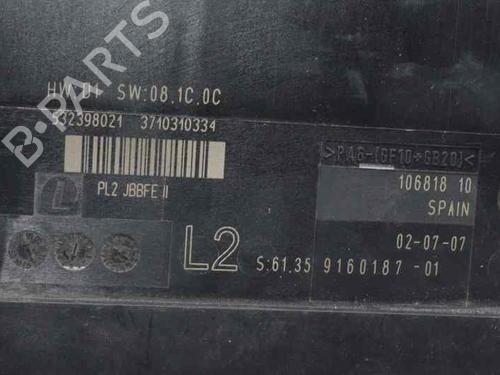 HW:01 SW:08.1C.0C
532398021 3710310334
>PA6-(GF10+GB20)<
PL2 JBBFE II
106818 10
SPAIN
02-07-07
L2
S:61.35 9160187-01
B-PARTS